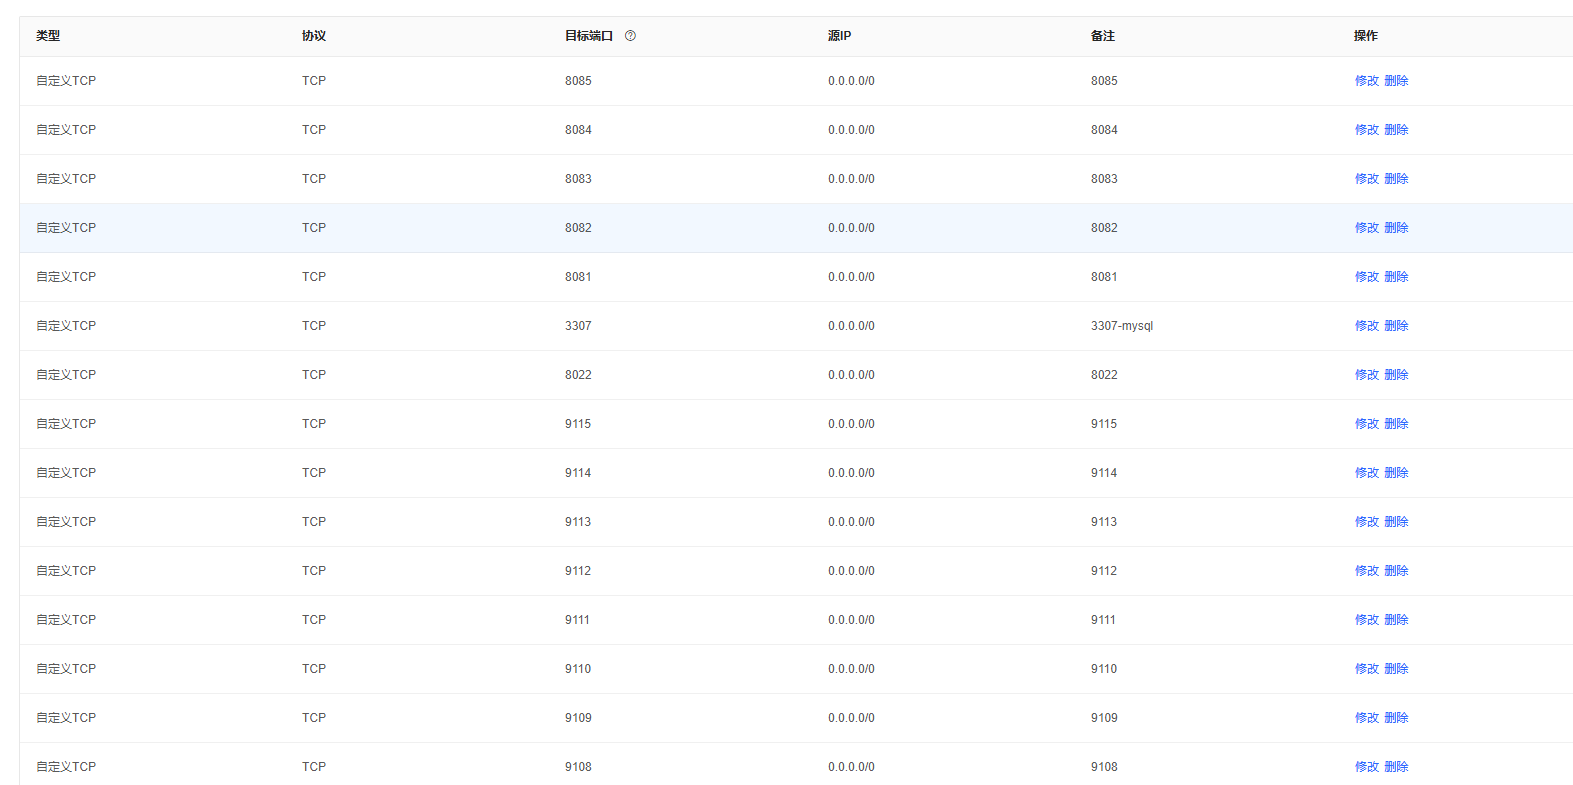 类型 协议 目标端口 源IP 备注 操作
自定义TCP TCP 8085 0.0.0.0/0 8085 修改 删除
自定义TCP TCP 8084 0.0.0.0/0 8084 修改 删除
自定义TCP TCP 8083 0.0.0.0/0 8083 修改 删除
自定义TCP TCP 8082 0.0.0.0/0 8082 修改 删除
自定义TCP TCP 8081 0.0.0.0/0 8081 修改 删除
自定义TCP TCP 3307 0.0.0.0/0 3307-mysql 修改 删除
自定义TCP TCP 8022 0.0.0.0/0 8022 修改 删除
自定义TCP TCP 9115 0.0.0.0/0 9115 修改 删除
自定义TCP TCP 9114 0.0.0.0/0 9114 修改 删除
自定义TCP TCP 9113 0.0.0.0/0 9113 修改 删除
自定义TCP TCP 9112 0.0.0.0/0 9112 修改 删除
自定义TCP TCP 9111 0.0.0.0/0 9111 修改 删除
自定义TCP TCP 9110 0.0.0.0/0 9110 修改 删除
自定义TCP TCP 9109 0.0.0.0/0 9109 修改 删除
自定义TCP TCP 9108 0.0.0.0/0 9108 修改 删除